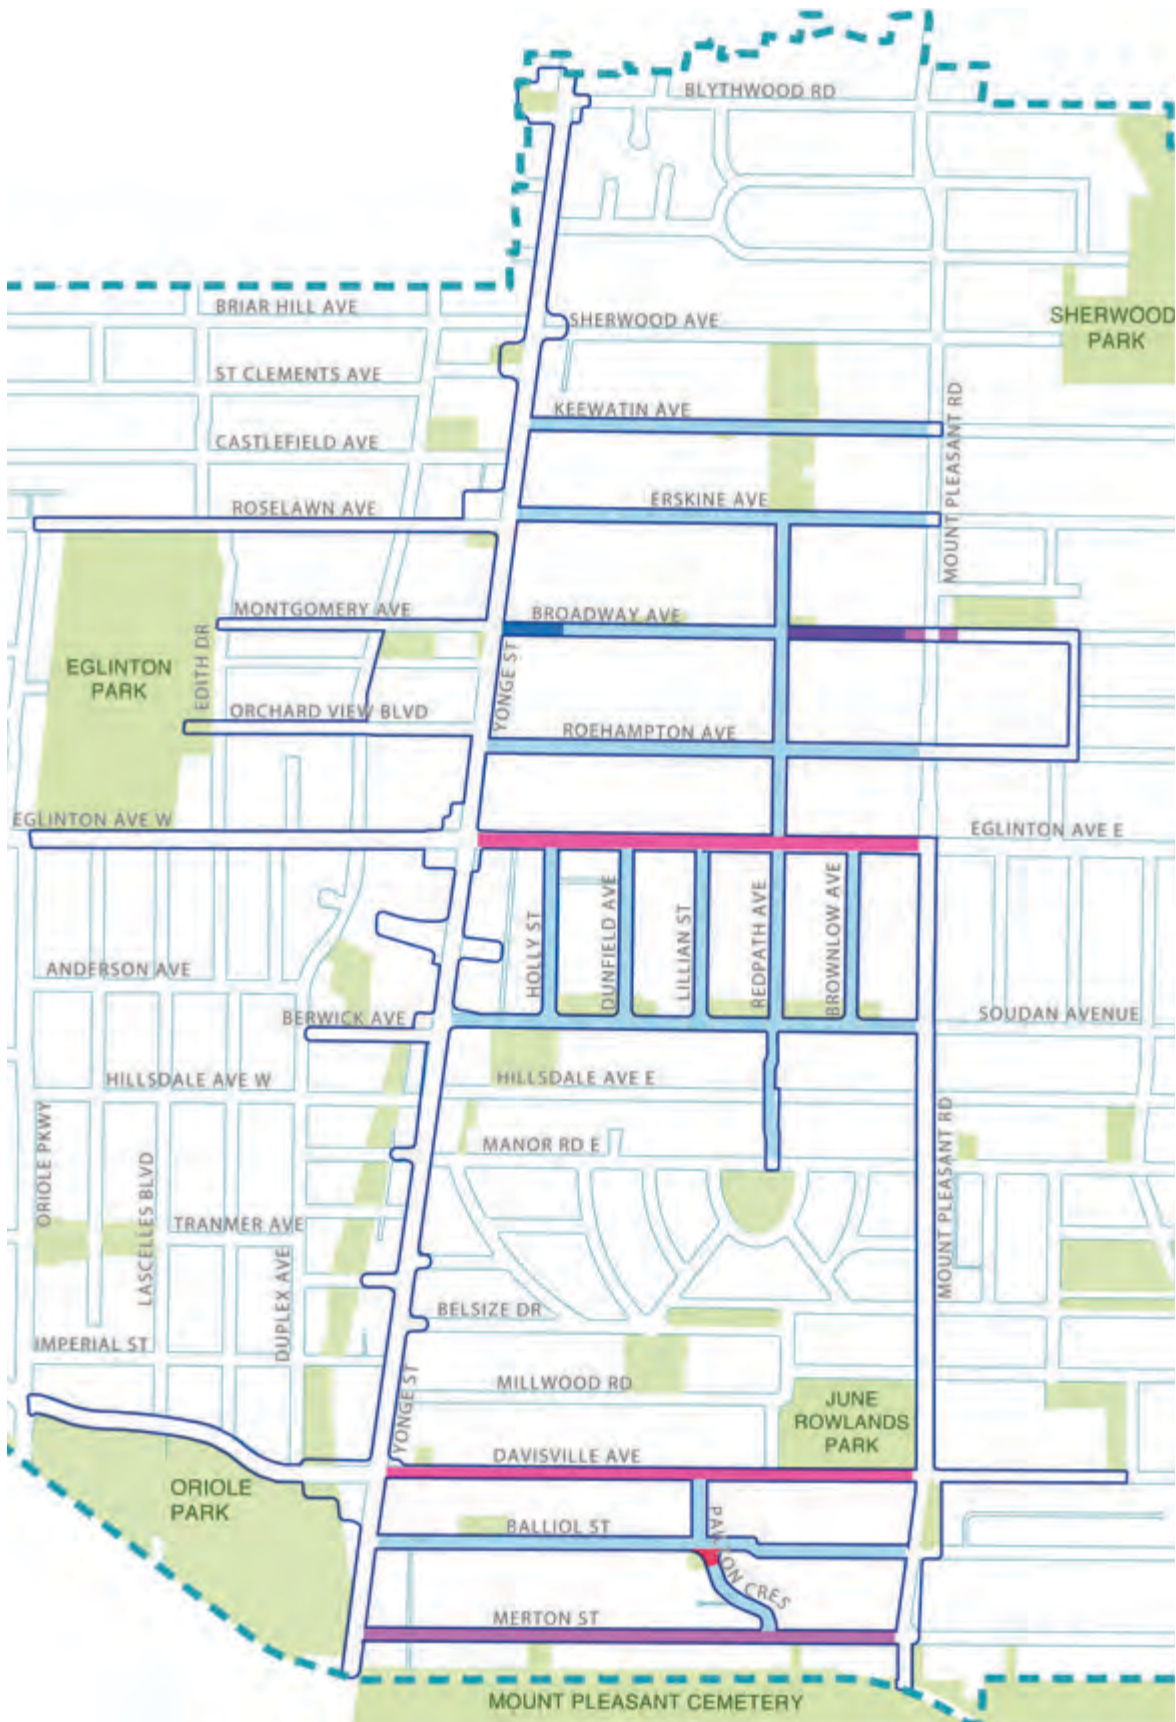 BLYTHWOOD RD
BRIAR HILL AVE
SHERWOOD AVE
SHERWOOD
PARK
ST CLEMENTS AVE
KEEWATIN AVE
MOUNT PLEASANT RD
CASTLEFIELD AVE
ERSKINE AVE
ROSELAWN AVE
MONTGOMERY AVE
BROADWAY AVE
EGLINTON
PARK
EDITH DR
YONGE ST
ORCHARD VIEW BLVD
ROEHAMPTON AVE
EGLINTON AVE W
EGLINTON AVE E
HOLLY ST
DUNFIELD AVE
LILLIAN ST
REDPATH AVE
BROWNLOW AVE
ANDERSON AVE
BERWICK AVE
SOUDAN AVENUE
HILLSDALE AVE W
HILLSDALE AVE E
ORIOLE PKWY
MANOR RD E
MOUNT PLEASANT RD
LASCELLES BLVD
TRANMER AVE
DUPLEX AVE
BELSIZE DR
IMPERIAL ST
MILLWOOD RD
YONGE ST
JUNE
ROWLANDS
PARK
DAVISVILLE AVE
ORIOLE
PARK
BALLIOL ST
CRES
MERTON ST
MOUNT PLEASANT CEMETERY